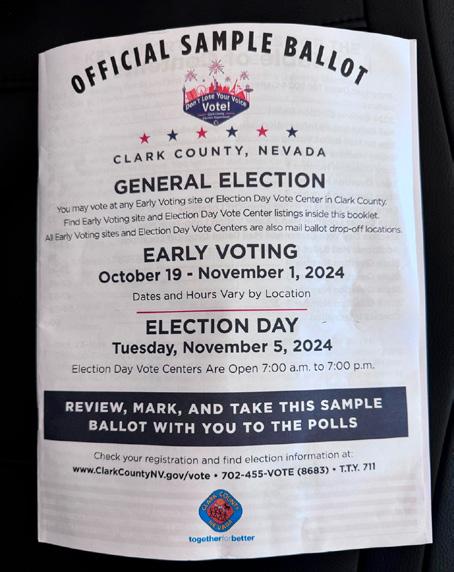 OFFICIAL SAMPLE BALLOT
Don't Lose Your Voice
Vote!
CLARK COUNTY, NEVADA
GENERAL ELECTION
You may vote at any Early Voting site or Election Day Vote Center in Clark County.
Find Early Voting site and Election Day Vote Center listings inside this booklet.
All Early Voting sites and Election Day Vote Centers are also mail ballot drop-off locations.
EARLY VOTING
October 19 - November 1, 2024
Dates and Hours Vary by Location
ELECTION DAY
Tuesday, November 5, 2024
Election Day Vote Centers Are Open 7:00 a.m. to 7:00 p.m.
REVIEW, MARK, AND TAKE THIS SAMPLE
BALLOT WITH YOU TO THE POLLS
Check your registration and find election information at:
www.ClarkCountyNV.gov/vote • 702-455-VOTE (8683) • T.T.Y. 711
CLARK COUNTY
NEVADA
togetherforbetter